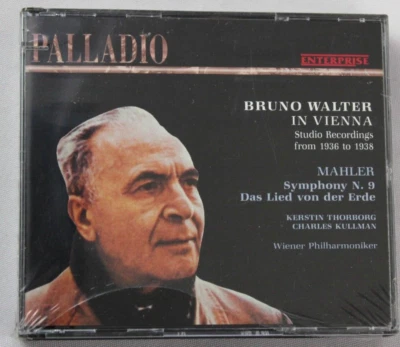 PALLADIO
ENTERPRISE
BRUNO WALTER
IN VIENNA
Studio Recordings
from 1936 to 1938
MAHLER
Symphony N. 9
Das Lied von der Erde
KERSTIN THORBORG
CHARLES KULLMAN
Wiener Philharmoniker